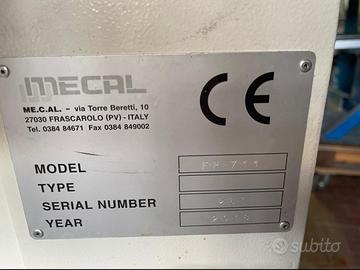 MECAL
CE
ME.C.AL. – via Torre Beretti, 10
27030 FRASCAROLO (PV) - ITALY
Tel. 0384 84671 Fax 0384 849002
MODEL
TYPE
SERIAL NUMBER
YEAR
subito